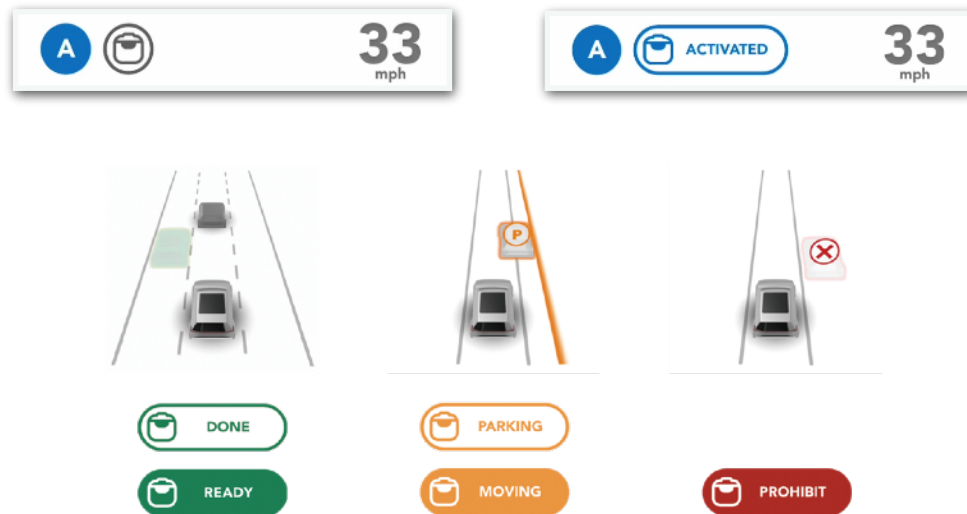 A
33
mph
A ACTIVATED
33
mph
P
DONE
PARKING
READY
MOVING
PROHIBIT